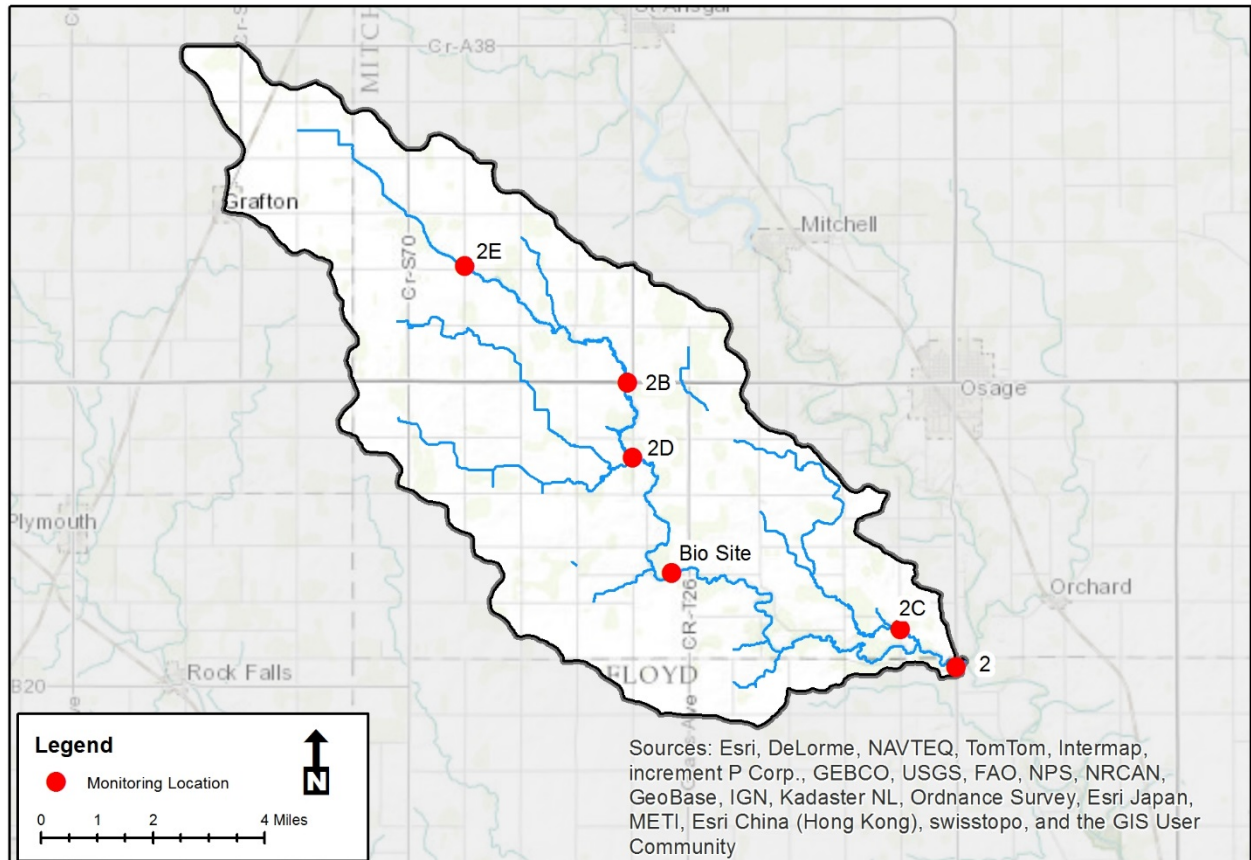 St Ansgar
Cr-S
Cr-A38
MITCH
Grafton
Mitchell
2E
Cr-S70
2B
Osage
2D
Plymouth
Bio Site
Orchard
2C
CR-T26
Rock Falls
FLOYD
2
B20
Legend
Monitoring Location
N
0 1 2 4 Miles
Sources: Esri, DeLorme, NAVTEQ, TomTom, Intermap,
increment P Corp., GEBCO, USGS, FAO, NPS, NRCAN,
GeoBase, IGN, Kadaster NL, Ordnance Survey, Esri Japan,
METI, Esri China (Hong Kong), swisstopo, and the GIS User
Community